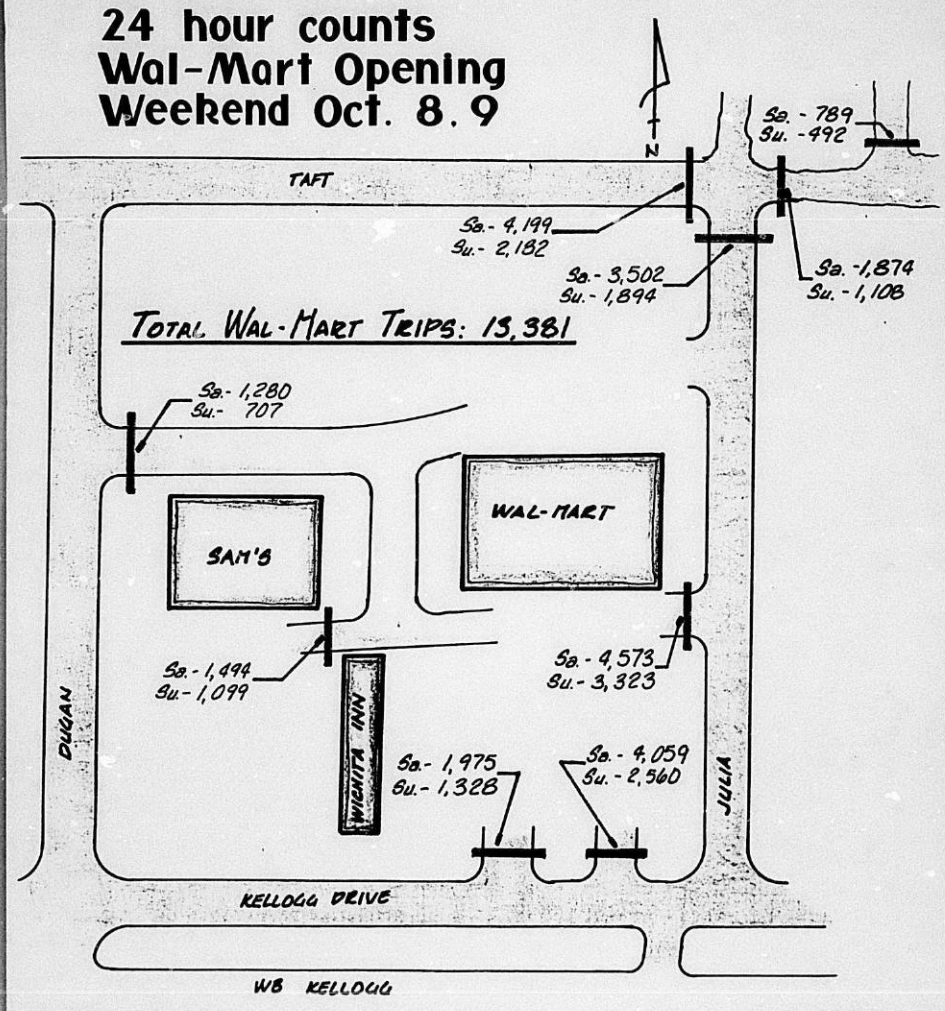 24 hour counts
Wal-Mart Opening
Weekend Oct. 8.9
N
Sa. - 789
Su. - 492
TAFT
Sa. - 4,199
Su. - 2,182
Sa. - 3,502
Su. - 1,894
Sa. - 1,874
Su. - 1,108
TOTAL WAL-MART TRIPS: 13,381
Sa. - 1,280
Su. - 707
WAL-MART
SAM'S
Sa. - 1,494
Su. - 1,099
Sa. - 4,573
Su. - 3,323
DUGAN
WICHITA INN
Sa. - 1,975
Su. - 1,328
Sa. - 4,059
Su. - 2,560
JULIA
KELLOGG DRIVE
WB KELLOGG